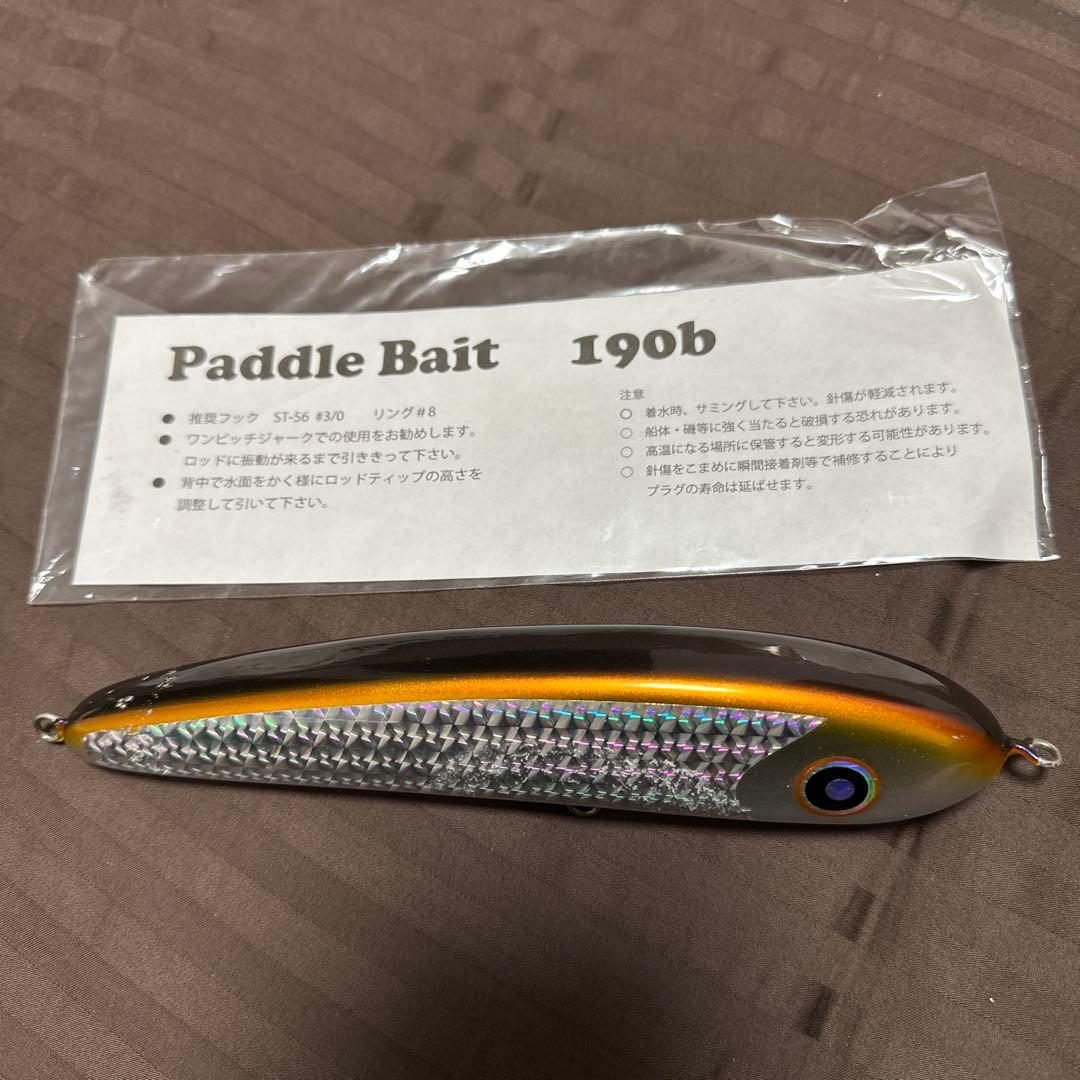 Paddle Bait 190b
● 推奨フック ST-56 #3/0 リング#8
● ワンピッチジャークでの使用をお勧めします。
ロッドに振動が来るまで引ききって下さい。
● 背中で水面をかく様にロッドティップの高さを
調整して引いて下さい。
注意
○ 着水時、サミングして下さい。針傷が軽減されます。
○ 船体・磯等に強く当たると破損する恐れがあります。
○ 高温になる場所に保管すると変形する可能性があります。
○ 針傷をこまめに瞬間接着剤等で補修することにより
プラグの寿命は延ばせます。